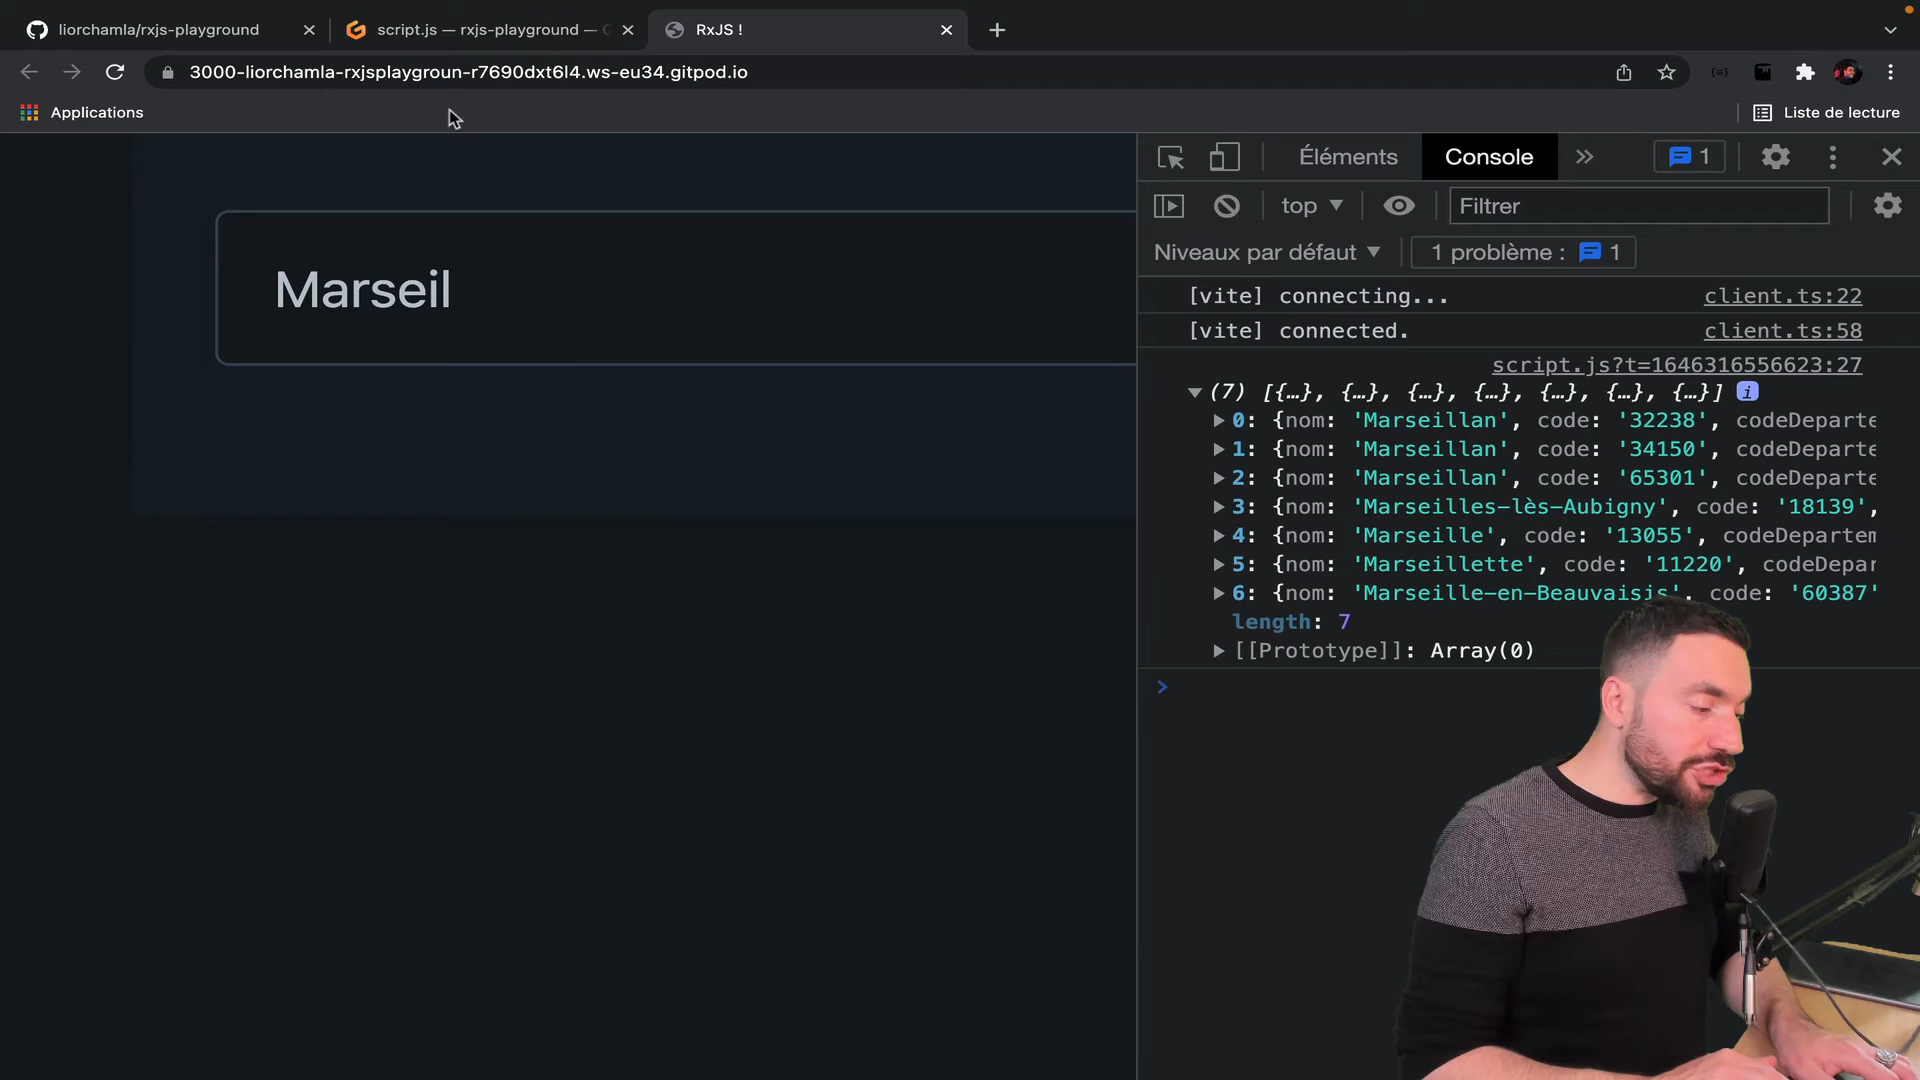 liorchamla/rxjs-playground
script.js — rxjs-playground —
RxJS !
3000-liorchamla-rxjsplaygroun-r7690dxt6l4.ws-eu34.gitpod.io
Applications
Liste de lecture
Marseil
Éléments
Console
1
top
Filtrer
Niveaux par défaut
1 problème : 1
[vite] connecting... client.ts:22
[vite] connected. client.ts:58
script.js?t=1646316556623:27
(7) [{…}, {…}, {…}, {…}, {…}, {…}, {…}] i
0: {nom: 'Marseillan', code: '32238', codeDeparte
1: {nom: 'Marseillan', code: '34150', codeDeparte
2: {nom: 'Marseillan', code: '65301', codeDeparte
3: {nom: 'Marseilles-lès-Aubigny', code: '18139',
4: {nom: 'Marseille', code: '13055', codeDepartem
5: {nom: 'Marseillette', code: '11220', codeDepar
6: {nom: 'Marseille-en-Beauvaisis', code: '60387'
length: 7
[[Prototype]]: Array(0)